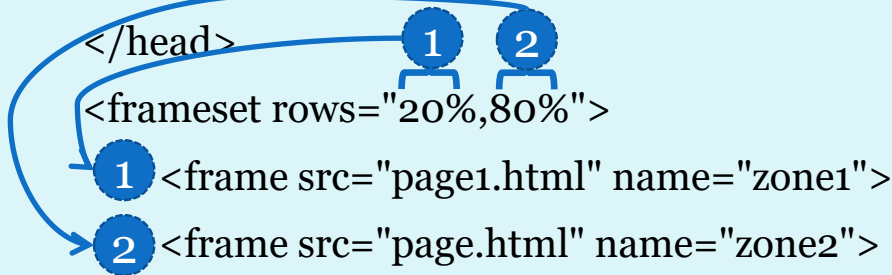 </head> 1 2
<frameset rows="20%,80%">
1 <frame src="page1.html" name="zone1">
2 <frame src="page.html" name="zone2">